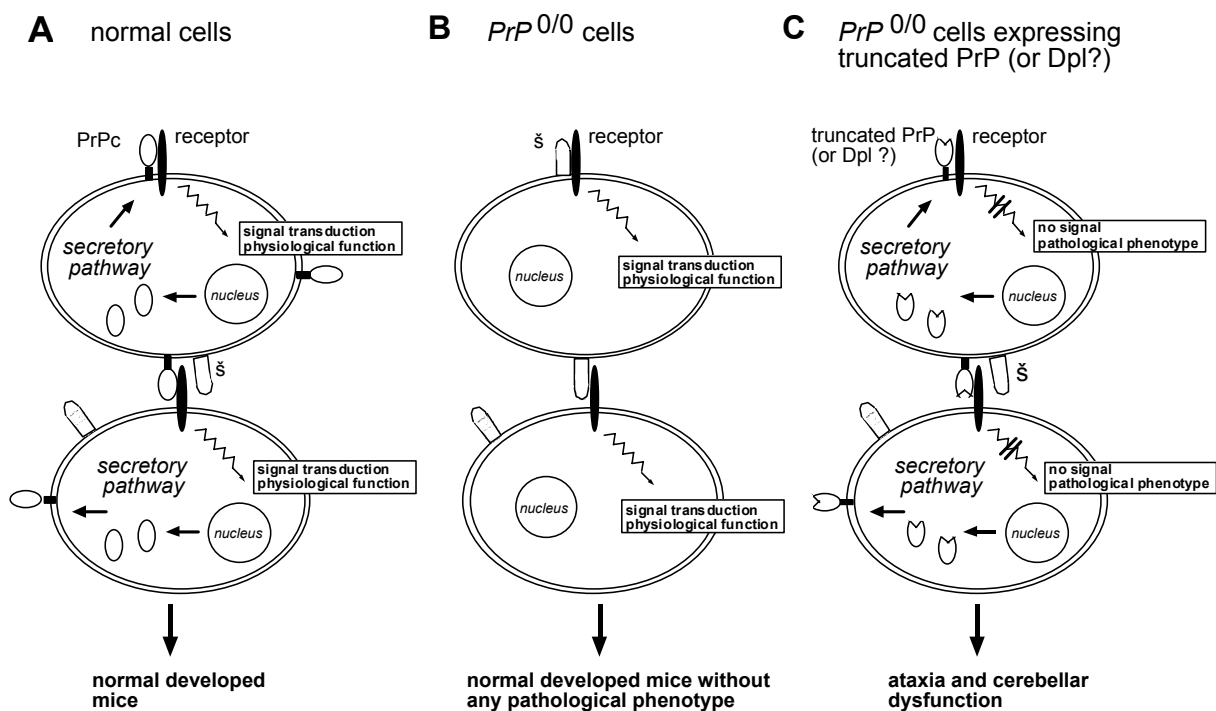 A normal cells
PrPc
receptor
signal transduction
physiological function
secretory
pathway
nucleus
š
signal transduction
physiological function
secretory
pathway
nucleus
normal developed
mice
B PrP 0/0 cells
š
receptor
signal transduction
physiological function
nucleus
signal transduction
physiological function
nucleus
normal developed mice without
any pathological phenotype
C PrP 0/0 cells expressing
truncated PrP (or Dpl?)
truncated PrP
(or Dpl ?)
receptor
no signal
pathological phenotype
secretory
pathway
nucleus
š
no signal
pathological phenotype
secretory
pathway
nucleus
ataxia and cerebellar
dysfunction